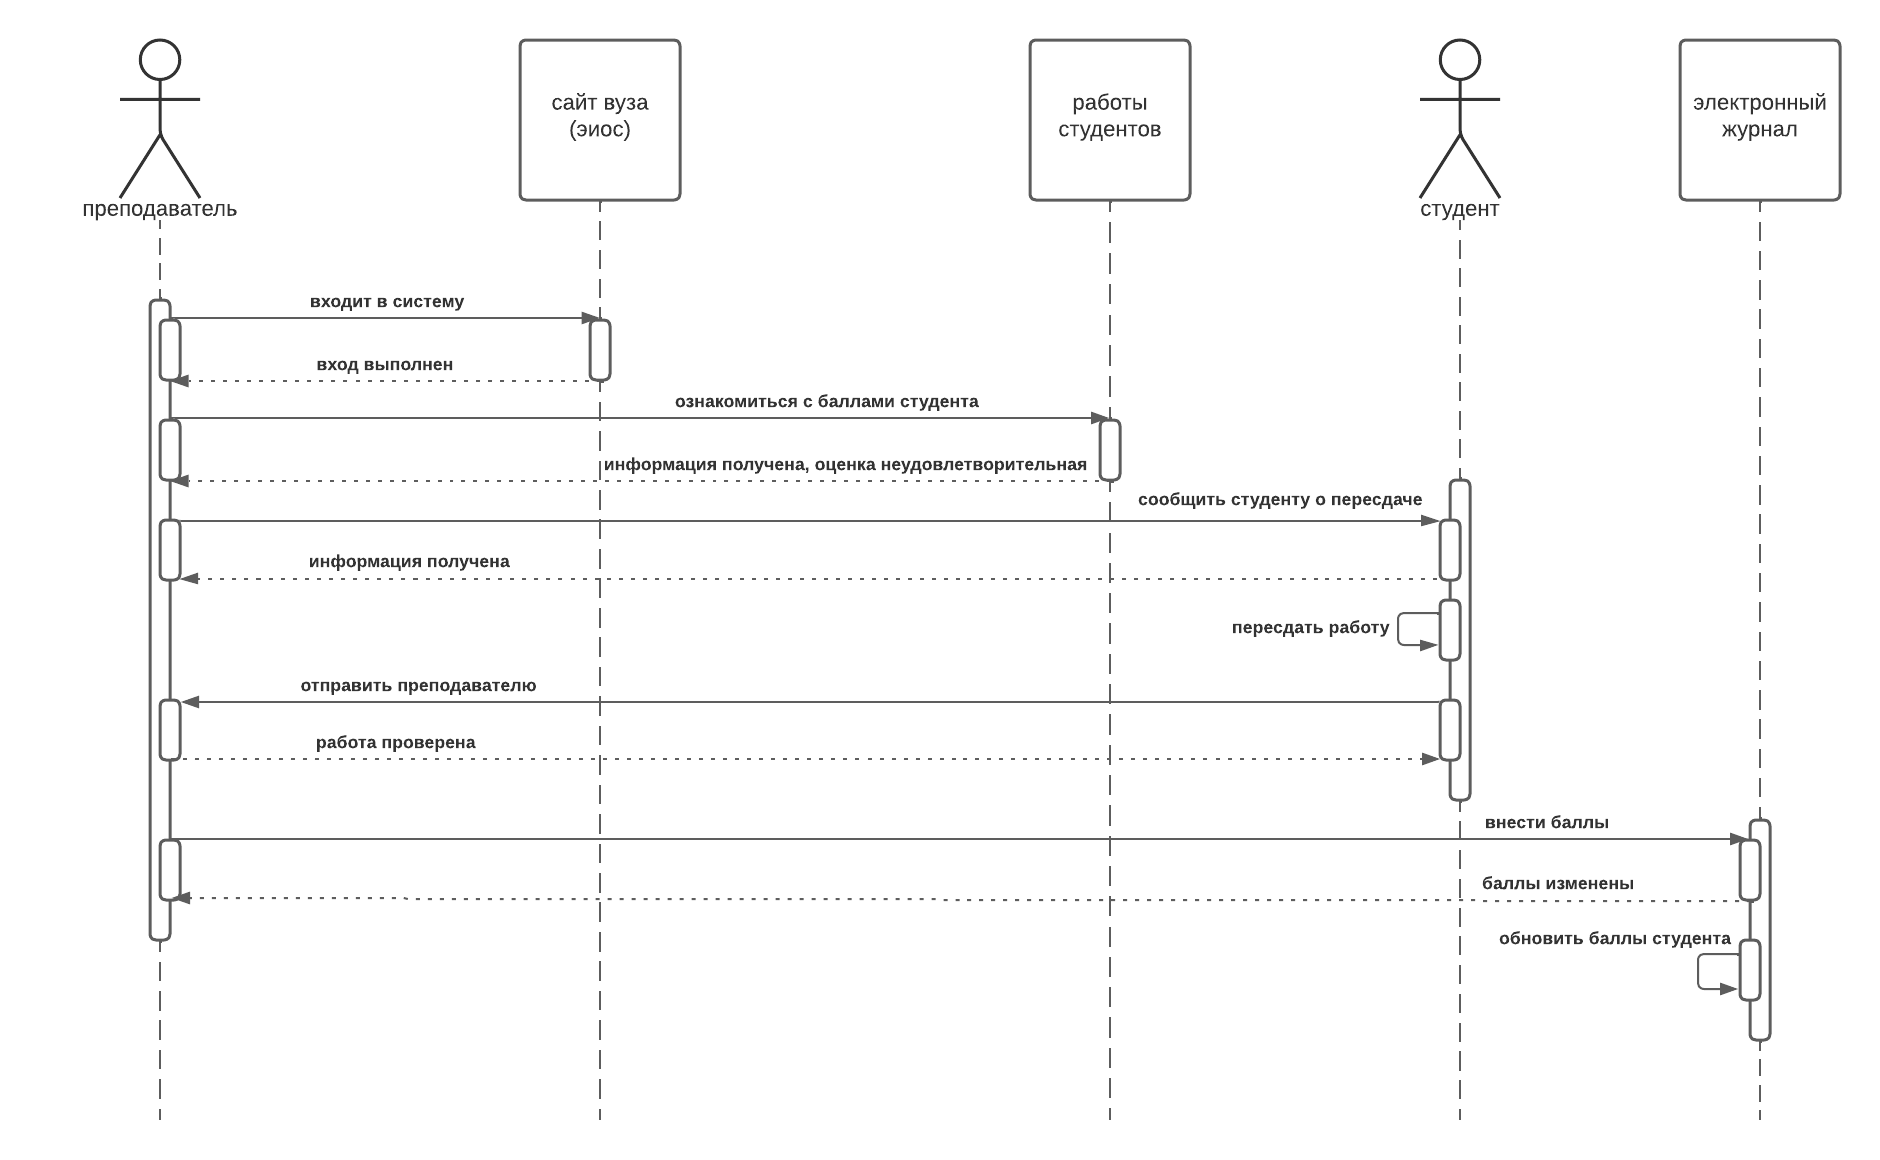 преподаватель
сайт вуза
(эиос)
работы
студентов
студент
электронный
журнал
входит в систему
вход выполнен
ознакомиться с баллами студента
информация получена, оценка неудовлетворительная
сообщить студенту о пересдаче
информация получена
пересдать работу
отправить преподавателю
работа проверена
внести баллы
баллы изменены
обновить баллы студента